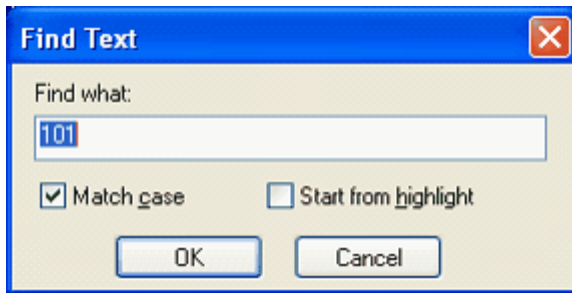 Find Text
Find what:
101
Match case Start from highlight
OK Cancel